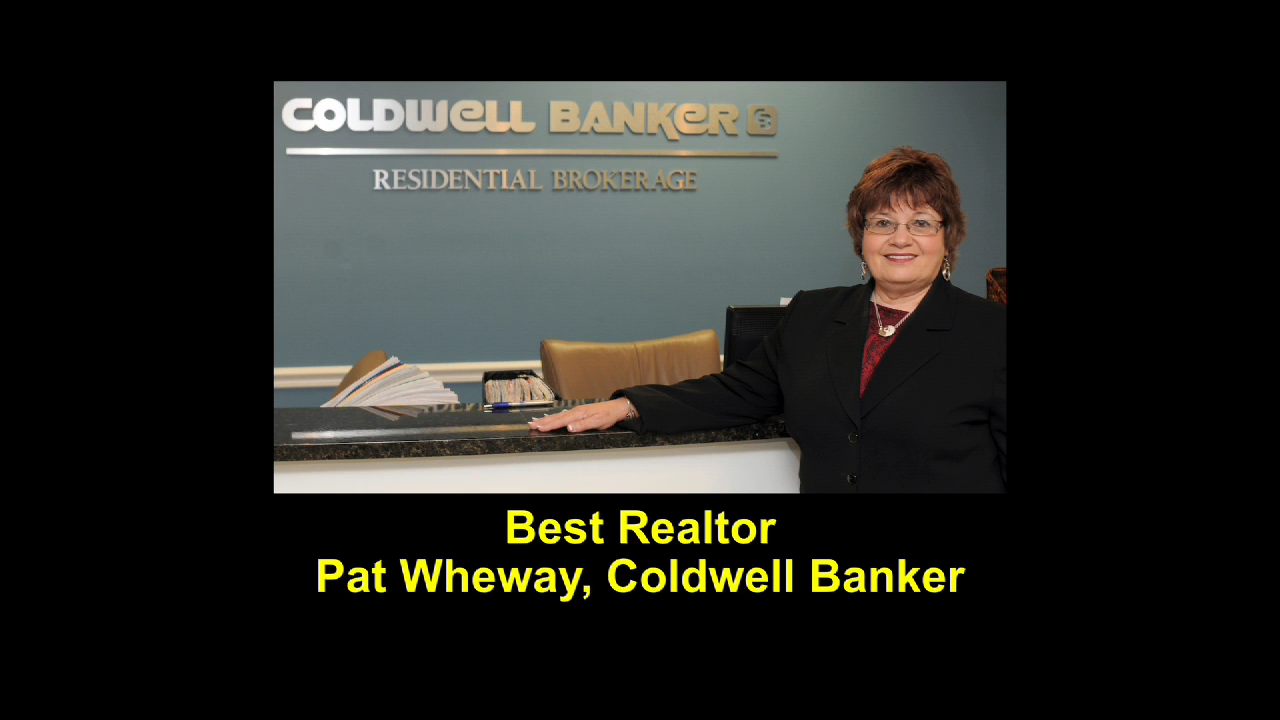 COLDWELL BANKER
RESIDENTIAL BROKERAGE
Best Realtor
Pat Wheway, Coldwell Banker